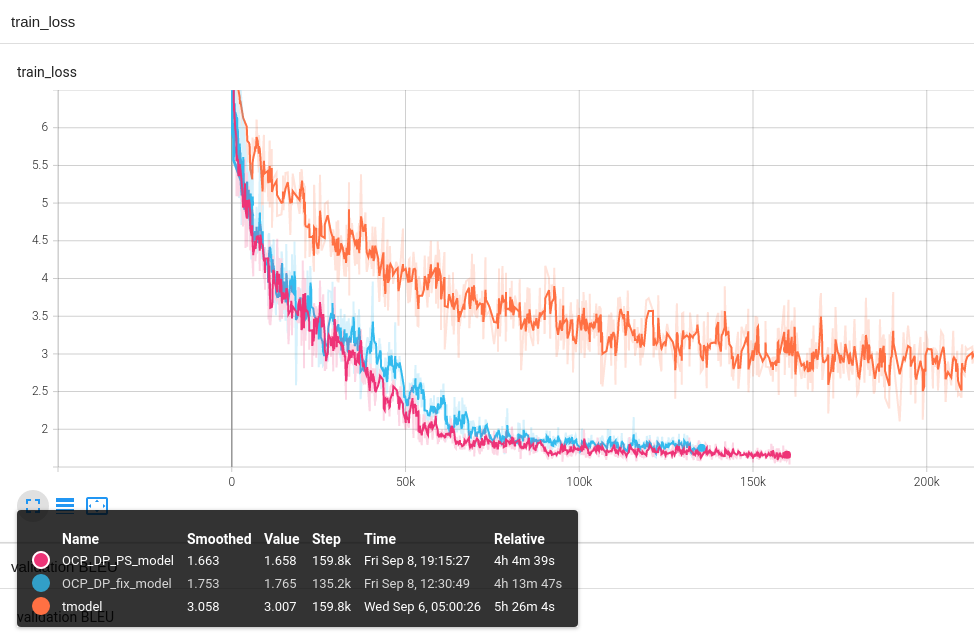 train_loss
train_loss
6
5.5
5
4.5
4
3.5
3
2.5
2
0 50k 100k 150k 200k
Name Smoothed Value Step Time Relative
OCP_DP_PS_model 1.663 1.658 159.8k Fri Sep 8, 19:15:27 4h 4m 39s
OCP_DP_fix_model 1.753 1.765 135.2k Fri Sep 8, 12:30:49 4h 13m 47s
tmodel 3.058 3.007 159.8k Wed Sep 6, 05:00:26 5h 26m 4s
validation BLEU
validation BLEU